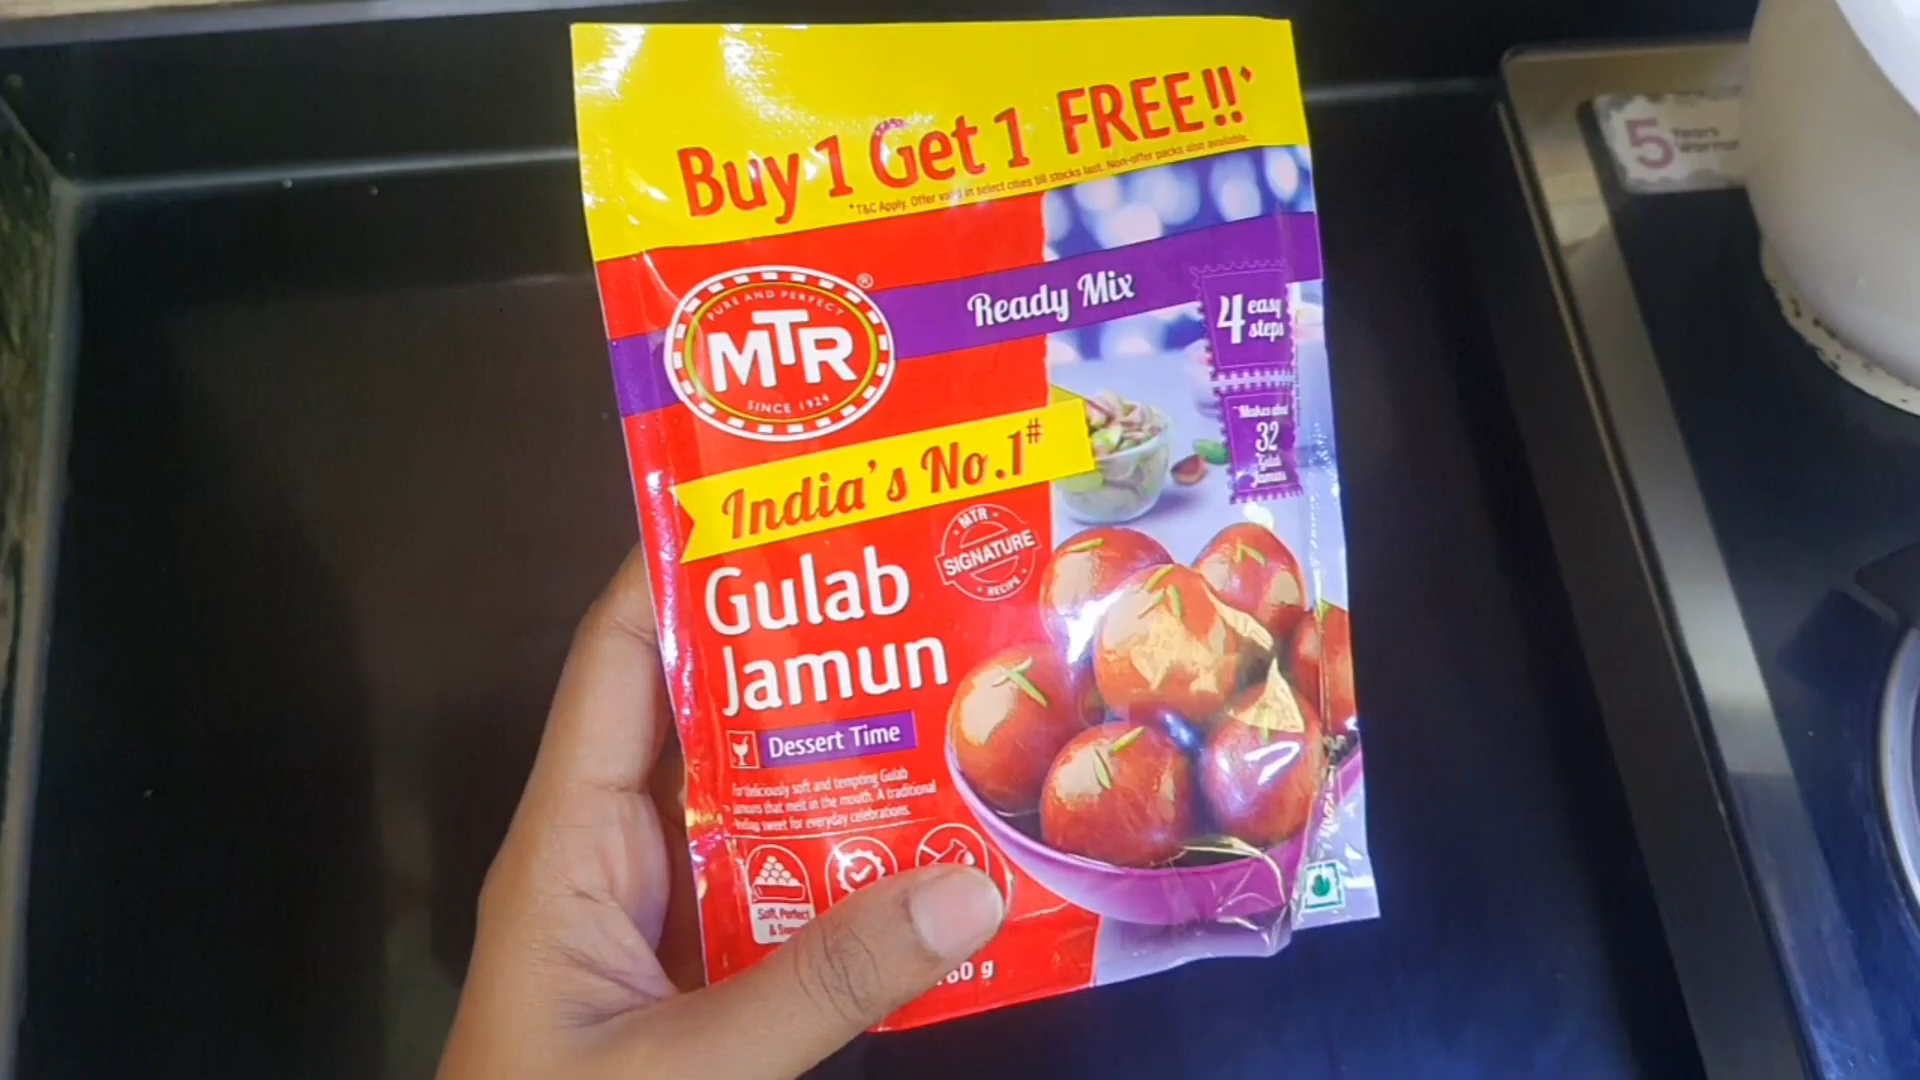 Buy 1 Get 1 FREE!!
*T&C Apply. Offer valid in select cities till stocks last. Non-offer packs also available.
PURE AND PERFECT
MTR
®
SINCE 1924
Ready Mix
4 easy
steps
Makes
32
Gulab
Jamuns
India's No.1#
MTR
SIGNATURE
RECIPE
Gulab
Jamun
Dessert Time
For deliciously soft and tempting Gulab
Jamuns that melt in the mouth. A traditional
Indian sweet for everyday celebrations.
Soft, Perfect
&
g
5 Years